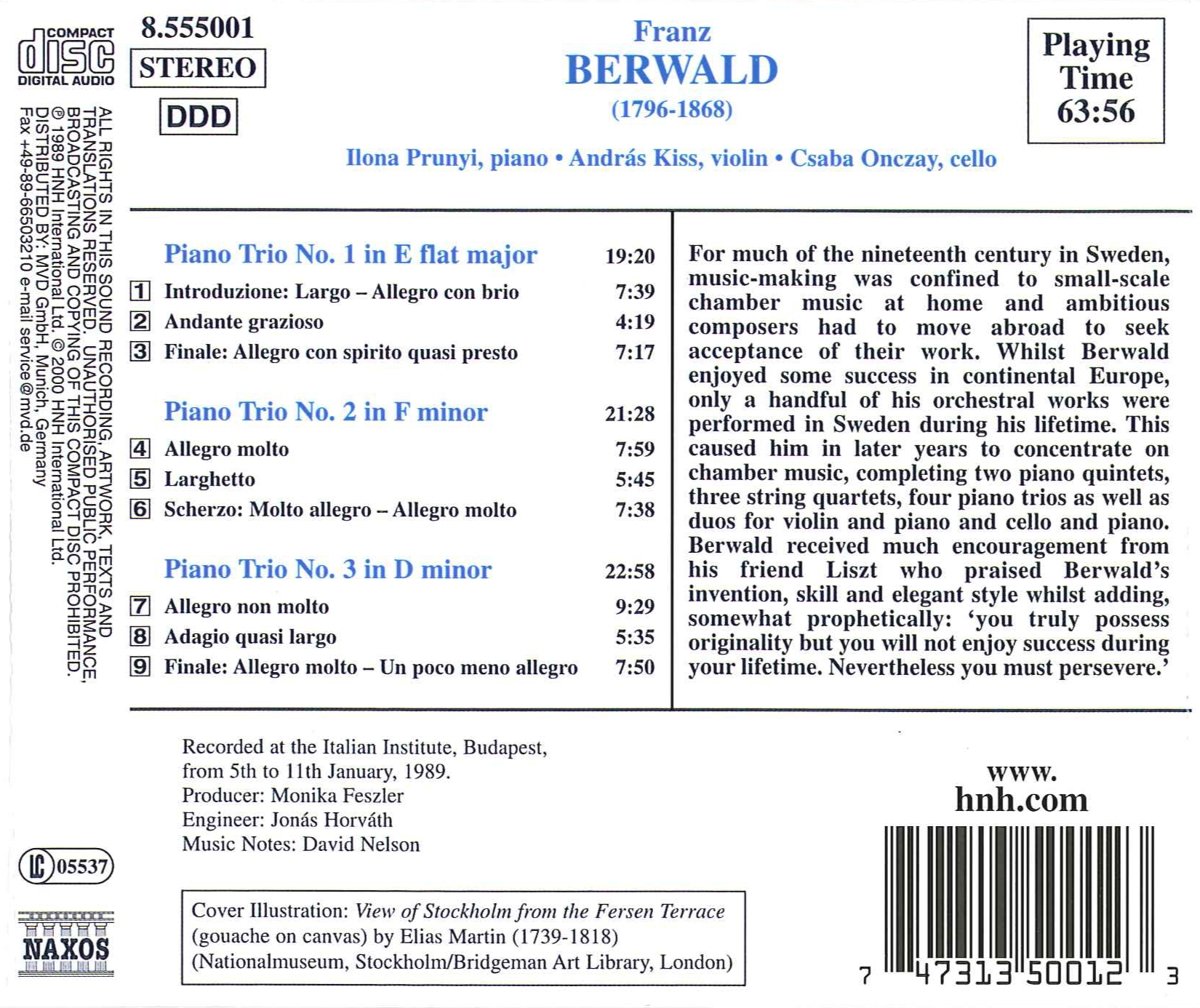 COMPACT
disc
DIGITAL AUDIO
8.555001
STEREO
DDD
Franz
BERWALD
(1796-1868)
Playing
Time
63:56
Ilona Prunyi, piano • András Kiss, violin • Csaba Onczay, cello
ALL RIGHTS IN THIS SOUND RECORDING, ARTWORK, TEXTS AND
TRANSLATIONS RESERVED. UNAUTHORISED PUBLIC PERFORMANCE,
BROADCASTING AND COPYING OF THIS COMPACT DISC PROHIBITED.
℗ 1989 HNH International Ltd. © 2000 HNH International Ltd.
DISTRIBUTED BY: MVD GmbH, Munich, Germany
Fax +49-89-66503210 e-mail service@mvd.de
Piano Trio No. 1 in E flat major 19:20
1 Introduzione: Largo – Allegro con brio 7:39
2 Andante grazioso 4:19
3 Finale: Allegro con spirito quasi presto 7:17
Piano Trio No. 2 in F minor 21:28
4 Allegro molto 7:59
5 Larghetto 5:45
6 Scherzo: Molto allegro – Allegro molto 7:38
Piano Trio No. 3 in D minor 22:58
7 Allegro non molto 9:29
8 Adagio quasi largo 5:35
9 Finale: Allegro molto – Un poco meno allegro 7:50
For much of the nineteenth century in Sweden,
music-making was confined to small-scale
chamber music at home and ambitious
composers had to move abroad to seek
acceptance of their work. Whilst Berwald
enjoyed some success in continental Europe,
only a handful of his orchestral works were
performed in Sweden during his lifetime. This
caused him in later years to concentrate on
chamber music, completing two piano quintets,
three string quartets, four piano trios as well as
duos for violin and piano and cello and piano.
Berwald received much encouragement from
his friend Liszt who praised Berwald's
invention, skill and elegant style whilst adding,
somewhat prophetically: ‘you truly possess
originality but you will not enjoy success during
your lifetime. Nevertheless you must persevere.’
Recorded at the Italian Institute, Budapest,
from 5th to 11th January, 1989.
Producer: Monika Feszler
Engineer: Jonás Horváth
Music Notes: David Nelson
www.
hnh.com
LC 05537
NAXOS
Cover Illustration: View of Stockholm from the Fersen Terrace
(gouache on canvas) by Elias Martin (1739-1818)
(Nationalmuseum, Stockholm/Bridgeman Art Library, London)
7 47313 50012 3